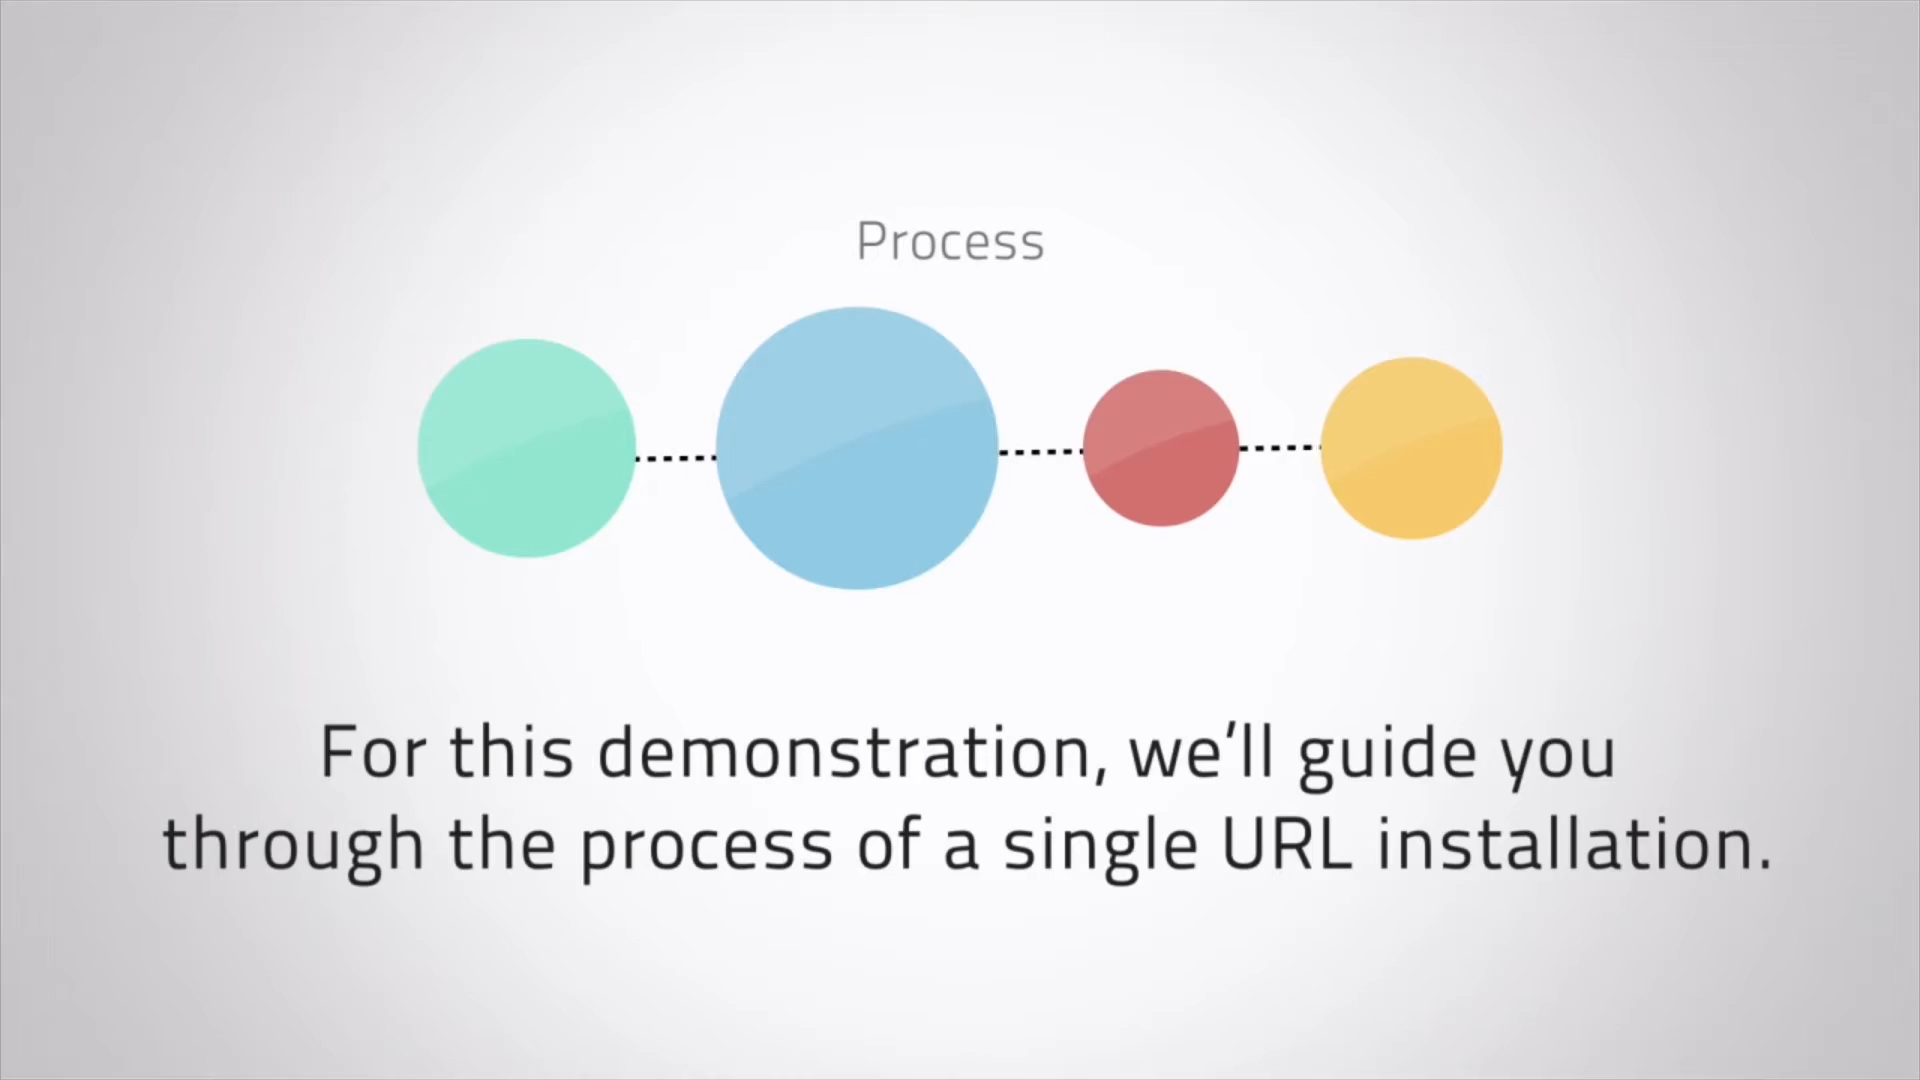 Process
For this demonstration, we’ll guide you
through the process of a single URL installation.